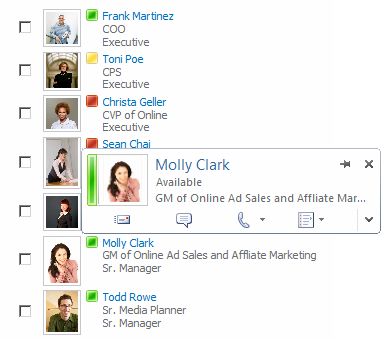 Frank Martinez
COO
Executive
Toni Poe
CPS
Executive
Christa Geller
CVP of Online
Executive
Sean Chai
Molly Clark
Available
GM of Online Ad Sales and Affliate Mar...
Molly Clark
GM of Online Ad Sales and Affliate Marketing
Sr. Manager
Todd Rowe
Sr. Media Planner
Sr. Manager